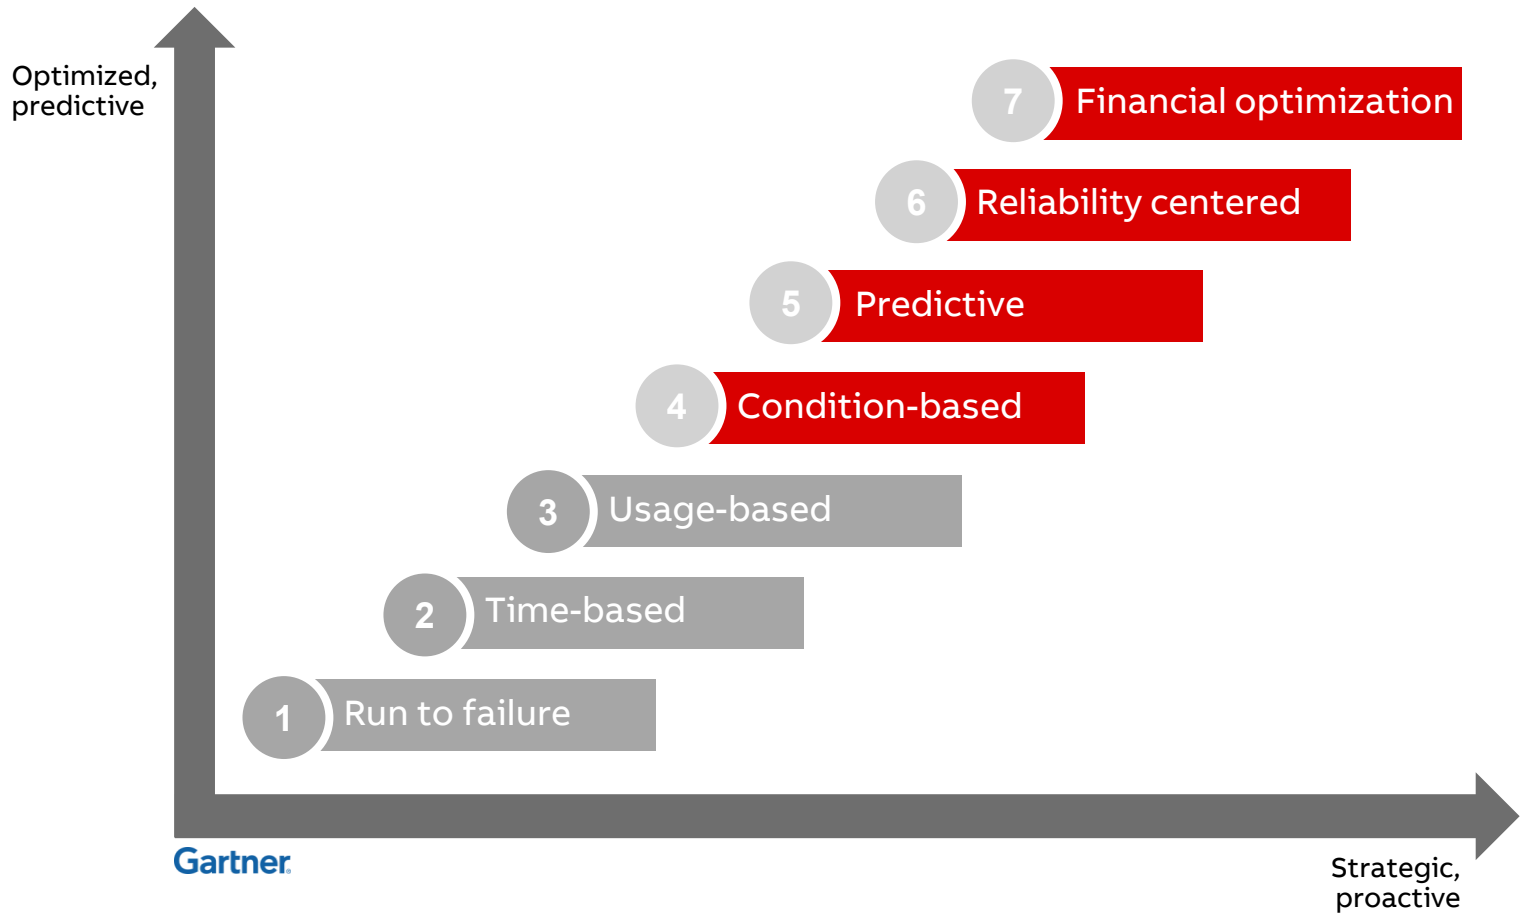 Optimized,
predictive
7 Financial optimization
6 Reliability centered
5 Predictive
4 Condition-based
3 Usage-based
2 Time-based
1 Run to failure
Gartner®
Strategic,
proactive